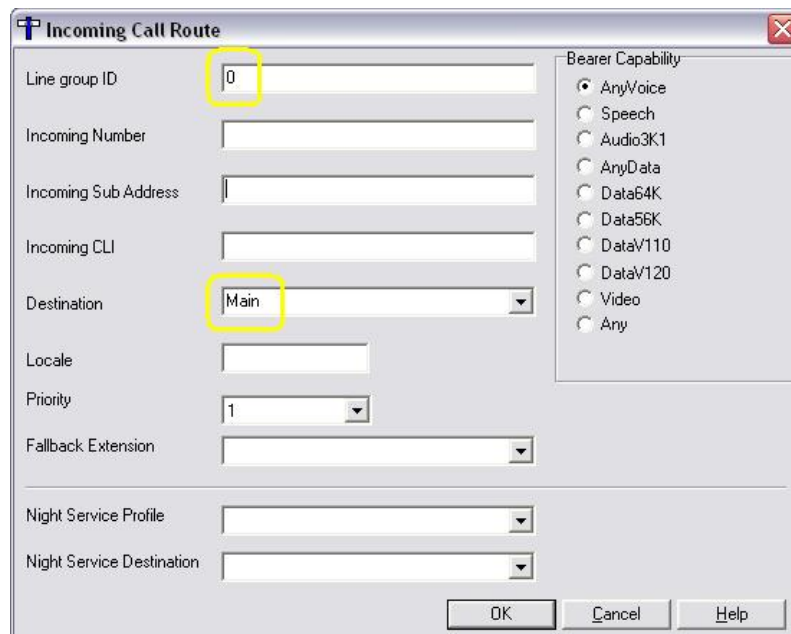 Incoming Call Route
Line group ID
0
Incoming Number
Incoming Sub Address
Incoming CLI
Destination
Main
Locale
Priority
1
Fallback Extension
Night Service Profile
Night Service Destination
Bearer Capability
AnyVoice
Speech
Audio3K1
AnyData
Data64K
Data56K
DataV110
DataV120
Video
Any
OK
Cancel
Help